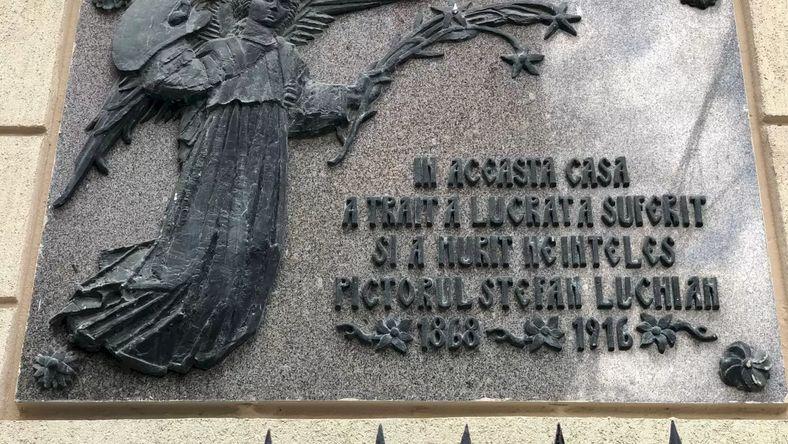 IN ACEASTA CASA
A TRAIT A LUCRAT A SUFERIT
SI A MURIT NEINTELES
PICTORUL STEFAN LUCHIAN
1868 1916